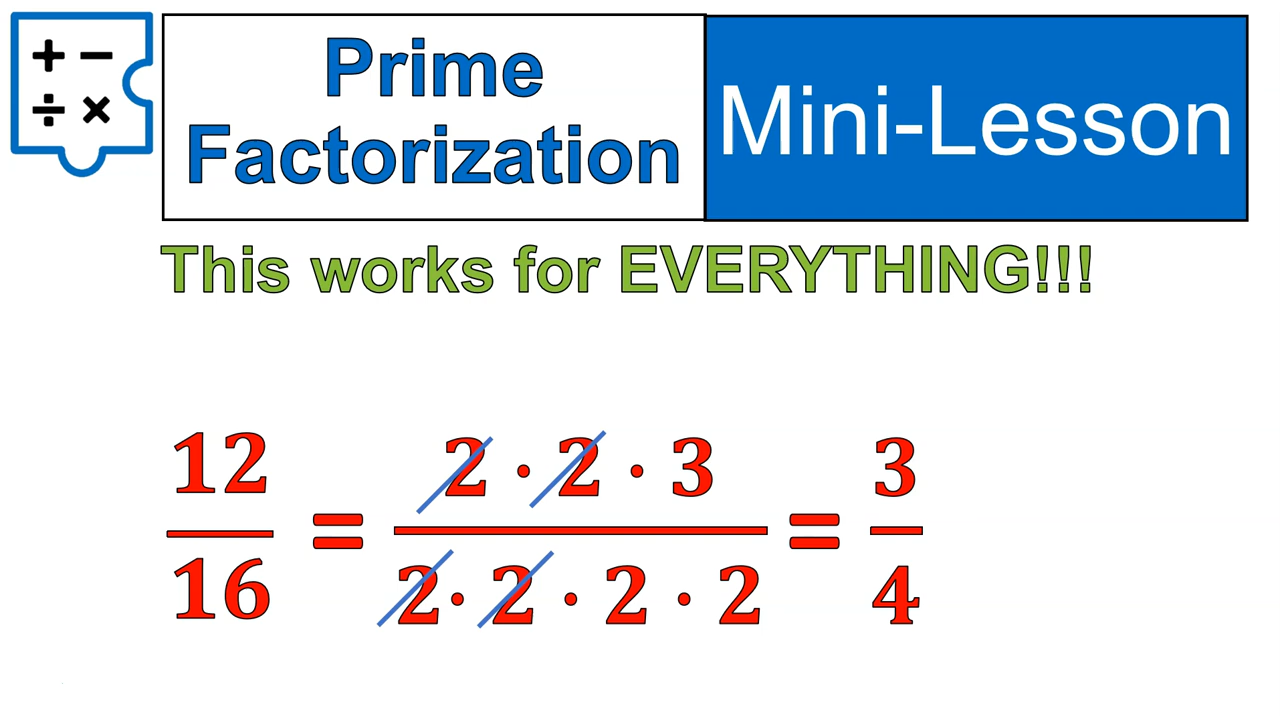 + −
÷ ×
Prime
Factorization
Mini-Lesson
This works for EVERYTHING!!!
12/16 = 2 · 2 · 3 / 2 · 2 · 2 · 2 = 3/4